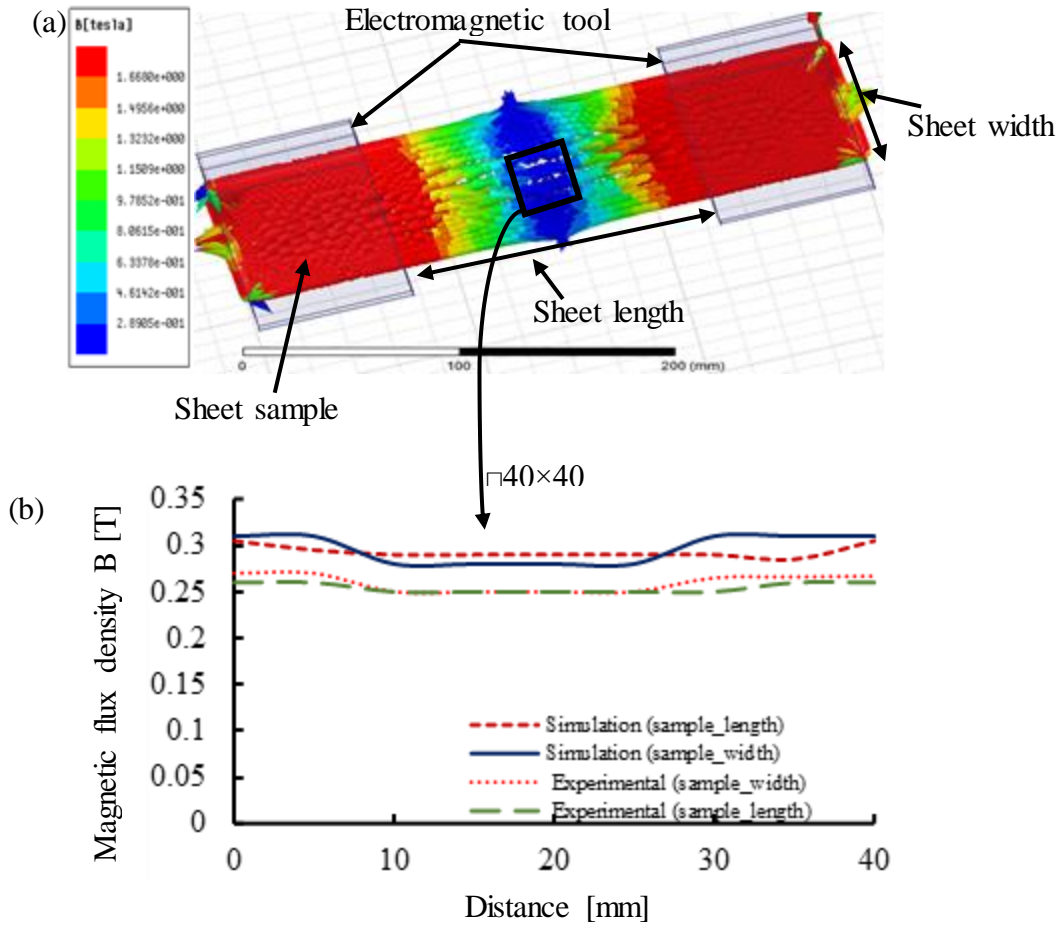 (a)
B[tesla]
1.6680e+000
1.4956e+000
1.3232e+000
1.1509e+000
9.7852e-001
8.0615e-001
6.3378e-001
4.6142e-001
2.8905e-001
Electromagnetic tool
Sheet width
Sheet length
0
100
200 (mm)
Sheet sample
□40×40
(b)
Magnetic flux density B [T]
0.35
0.3
0.25
0.2
0.15
0.1
0.05
0
Simulation (sample_length)
Simulation (sample_width)
Experimental (sample_width)
Experimental (sample_length)
0
10
20
30
40
Distance [mm]